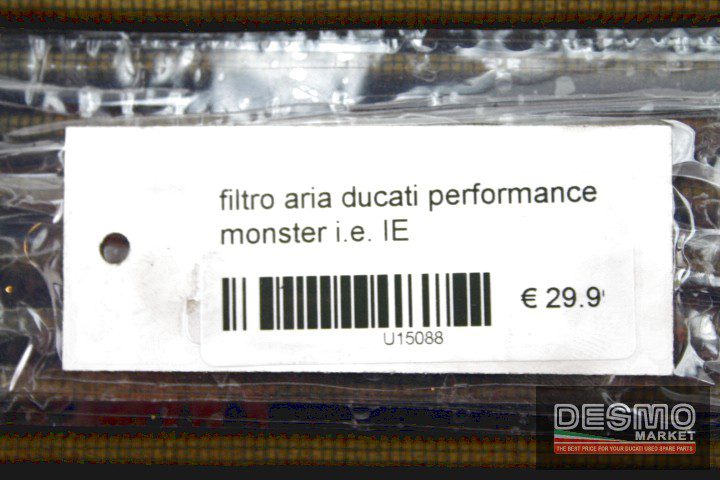 filtro aria ducati performance
monster i.e. IE
€ 29.9
U15088
DESMO
MARKET
THE BEST PRICE FOR YOUR DUCATI USED SPARE PARTS